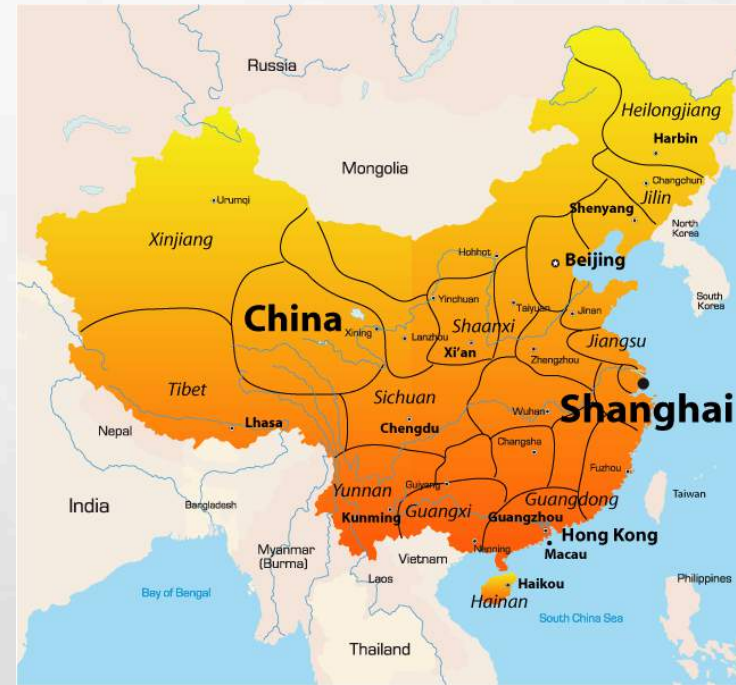 Russia
Heilongjiang
Harbin
Mongolia
Changchun
Jilin
Urumqi
Shenyang
North
Korea
Xinjiang
Hohhot
Beijing
South
Korea
Yinchuan
Taiyuan
Jinan
China
Shaanxi
Xining
Lanzhou
Jiangsu
Xi'an
Zhengzhou
Tibet
Sichuan
Shanghai
Wuhan
Lhasa
Chengdu
Nepal
Changsha
Fuzhou
Guiyang
Yunnan
Guangdong
Taiwan
India
Bangladesh
Guangxi
Kunming
Guangzhou
Hong Kong
Nanning
Macau
Myanmar
(Burma)
Vietnam
Laos
Haikou
Philippines
Bay of Bengal
Hainan
South China Sea
Thailand